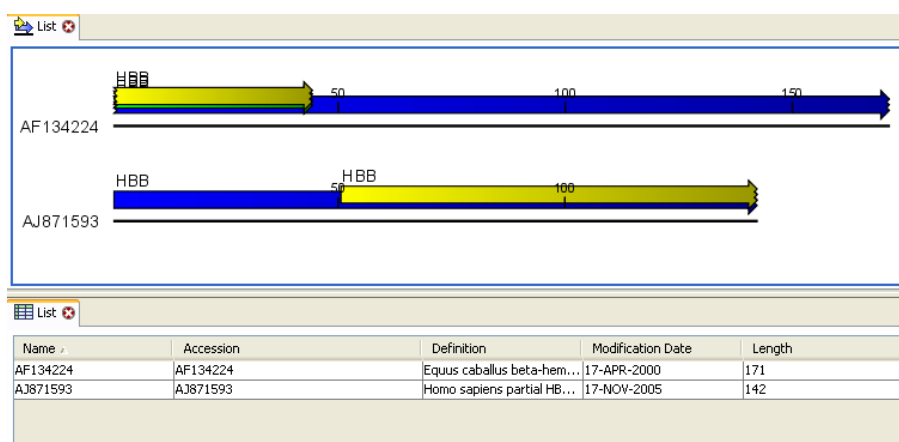 List
HBB
50 100 150
AF134224
HBB HBB
50 100
AJ871593
List
Name Accession Definition Modification Date Length
AF134224 AF134224 Equus caballus beta-hem... 17-APR-2000 171
AJ871593 AJ871593 Homo sapiens partial HB... 17-NOV-2005 142